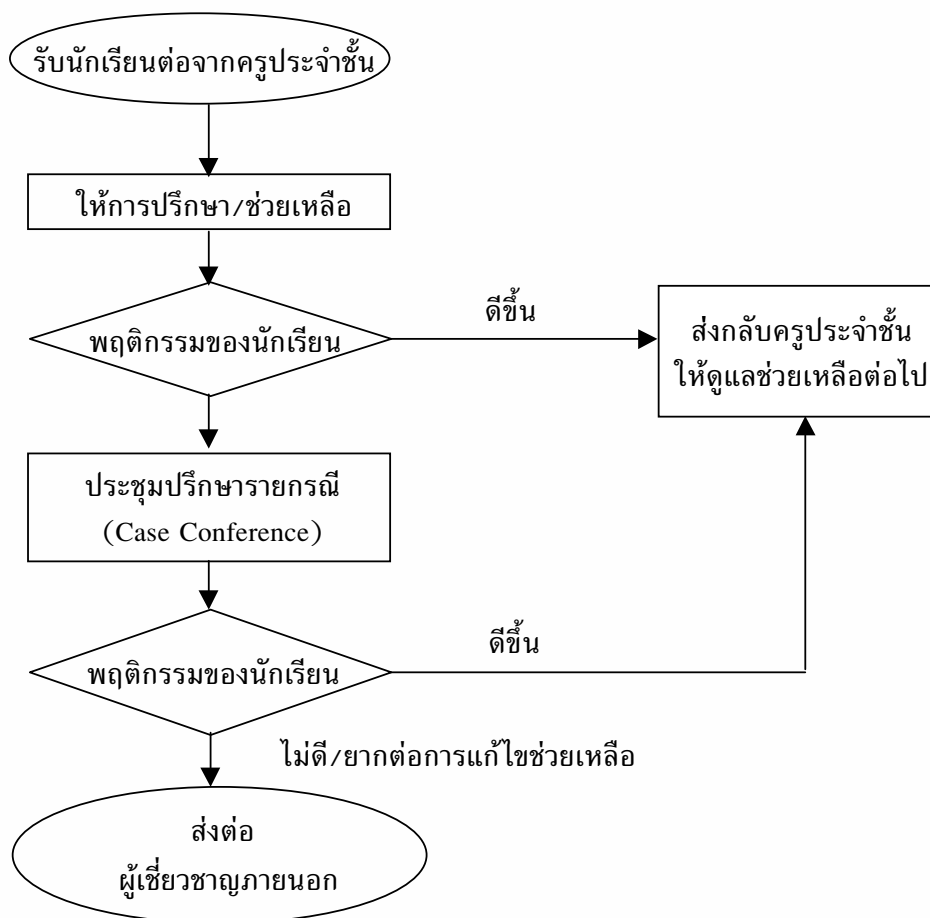 รับนักเรียนต่อจากครูประจำชั้น
ให้การปรึกษา/ช่วยเหลือ
พฤติกรรมของนักเรียน
ดีขึ้น
ส่งกลับครูประจำชั้น
ให้ดูแลช่วยเหลือต่อไป
ประชุมปรึกษารายกรณี
(Case Conference)
พฤติกรรมของนักเรียน
ดีขึ้น
ไม่ดี/ยากต่อการแก้ไขช่วยเหลือ
ส่งต่อ
ผู้เชี่ยวชาญภายนอก